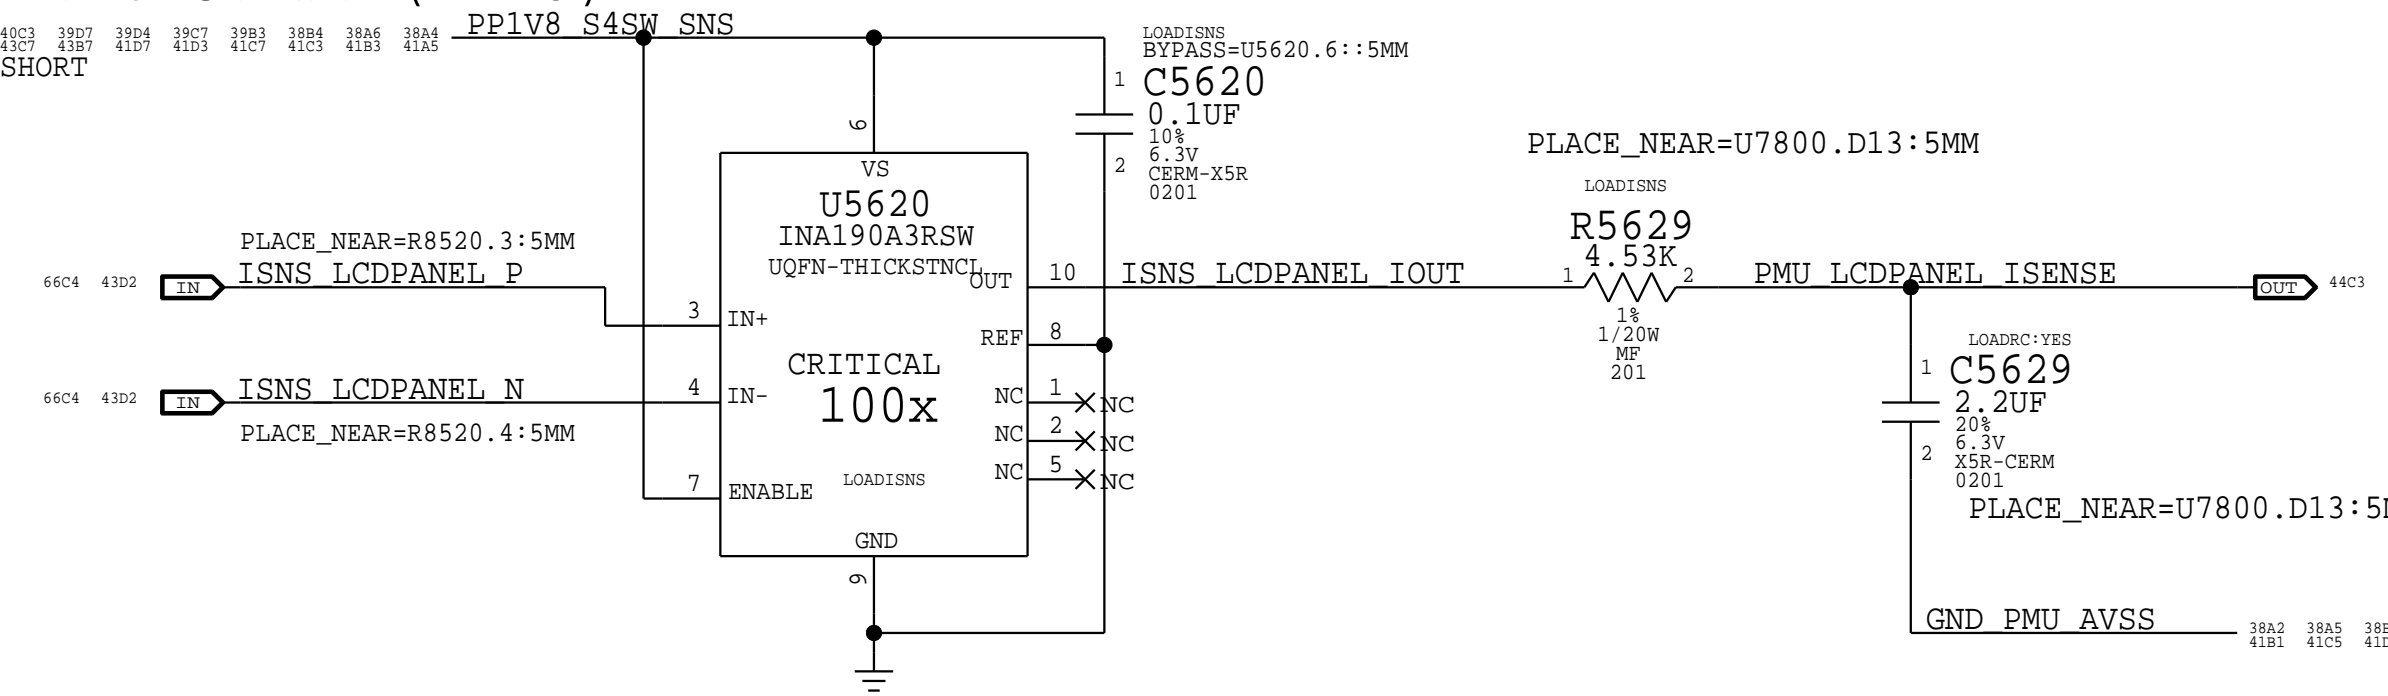 PP1V8_S4SW_SNS
40C3 39D7 39D4 39C7 39B3 38B4 38A6 38A4
43C7 43B7 41D7 41D3 41C7 41C3 41B3 41A5
SHORT
LOADISNS
BYPASS=U5620.6::5MM
1
C5620
0.1UF
10%
6.3V
2
CERM-X5R
0201
6
VS
U5620
INA190A3RSW
UQFN-THICKSTNCL
PLACE_NEAR=U7800.D13:5MM
LOADISNS
R5629
4.53K
1 2
1%
1/20W
MF
201
PLACE_NEAR=R8520.3:5MM
66C4 43D2 IN ISNS_LCDPANEL_P
3 IN+
OUT 10 ISNS_LCDPANEL_IOUT
PMU_LCDPANEL_ISENSE
OUT 44C3
REF 8
CRITICAL
100x
66C4 43D2 IN ISNS_LCDPANEL_N
4 IN-
PLACE_NEAR=R8520.4:5MM
NC 1 NC
NC 2 NC
NC 5 NC
7 ENABLE
LOADISNS
GND
9
LOADRC:YES
1
C5629
2.2UF
20%
6.3V
2
X5R-CERM
0201
PLACE_NEAR=U7800.D13:5
GND_PMU_AVSS
38A2 38A5
41B1 41C5